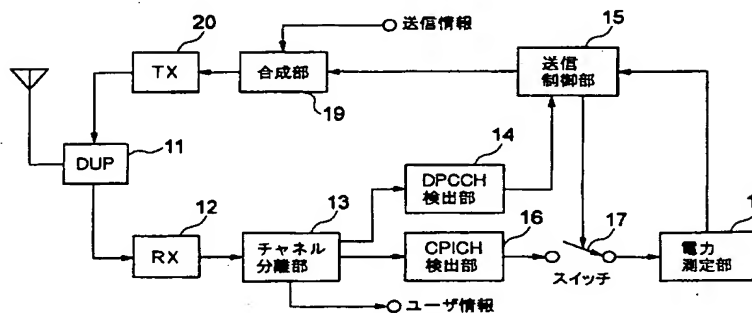 20
送信情報
15
TX
合成部
送信
制御部
19
11
14
DUP
DPCCH
検出部
12
13
16
17
RX
チャネル
分離部
CPICH
検出部
スイッチ
電力
測定部
ユーザ情報